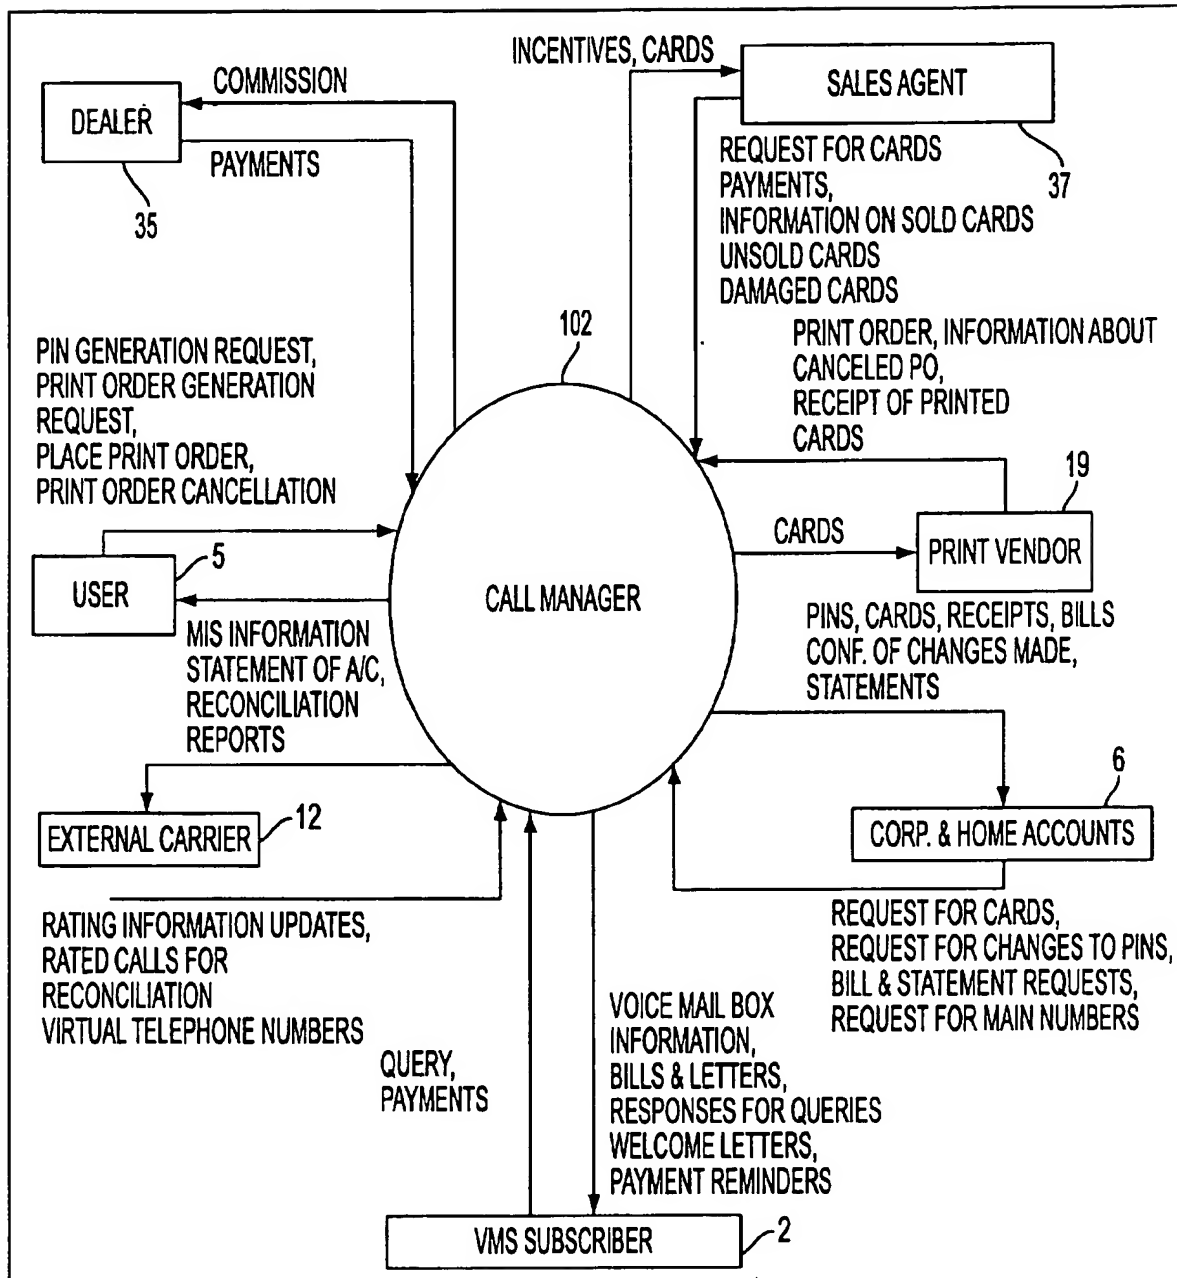 INCENTIVES, CARDS
SALES AGENT
37
COMMISSION
DEALER
PAYMENTS
35
REQUEST FOR CARDS
PAYMENTS,
INFORMATION ON SOLD CARDS
UNSOLD CARDS
DAMAGED CARDS
102
PRINT ORDER, INFORMATION ABOUT
CANCELED PO,
RECEIPT OF PRINTED
CARDS
19
PRINT VENDOR
CARDS
PIN GENERATION REQUEST,
PRINT ORDER GENERATION
REQUEST,
PLACE PRINT ORDER,
PRINT ORDER CANCELLATION
5
USER
CALL MANAGER
MIS INFORMATION
STATEMENT OF A/C,
RECONCILIATION
REPORTS
PINS, CARDS, RECEIPTS, BILLS
CONF. OF CHANGES MADE,
STATEMENTS
6
CORP. & HOME ACCOUNTS
EXTERNAL CARRIER
12
RATING INFORMATION UPDATES,
RATED CALLS FOR
RECONCILIATION
VIRTUAL TELEPHONE NUMBERS
REQUEST FOR CARDS,
REQUEST FOR CHANGES TO PINS,
BILL & STATEMENT REQUESTS,
REQUEST FOR MAIN NUMBERS
QUERY,
PAYMENTS
VOICE MAIL BOX
INFORMATION,
BILLS & LETTERS,
RESPONSES FOR QUERIES
WELCOME LETTERS,
PAYMENT REMINDERS
VMS SUBSCRIBER
2